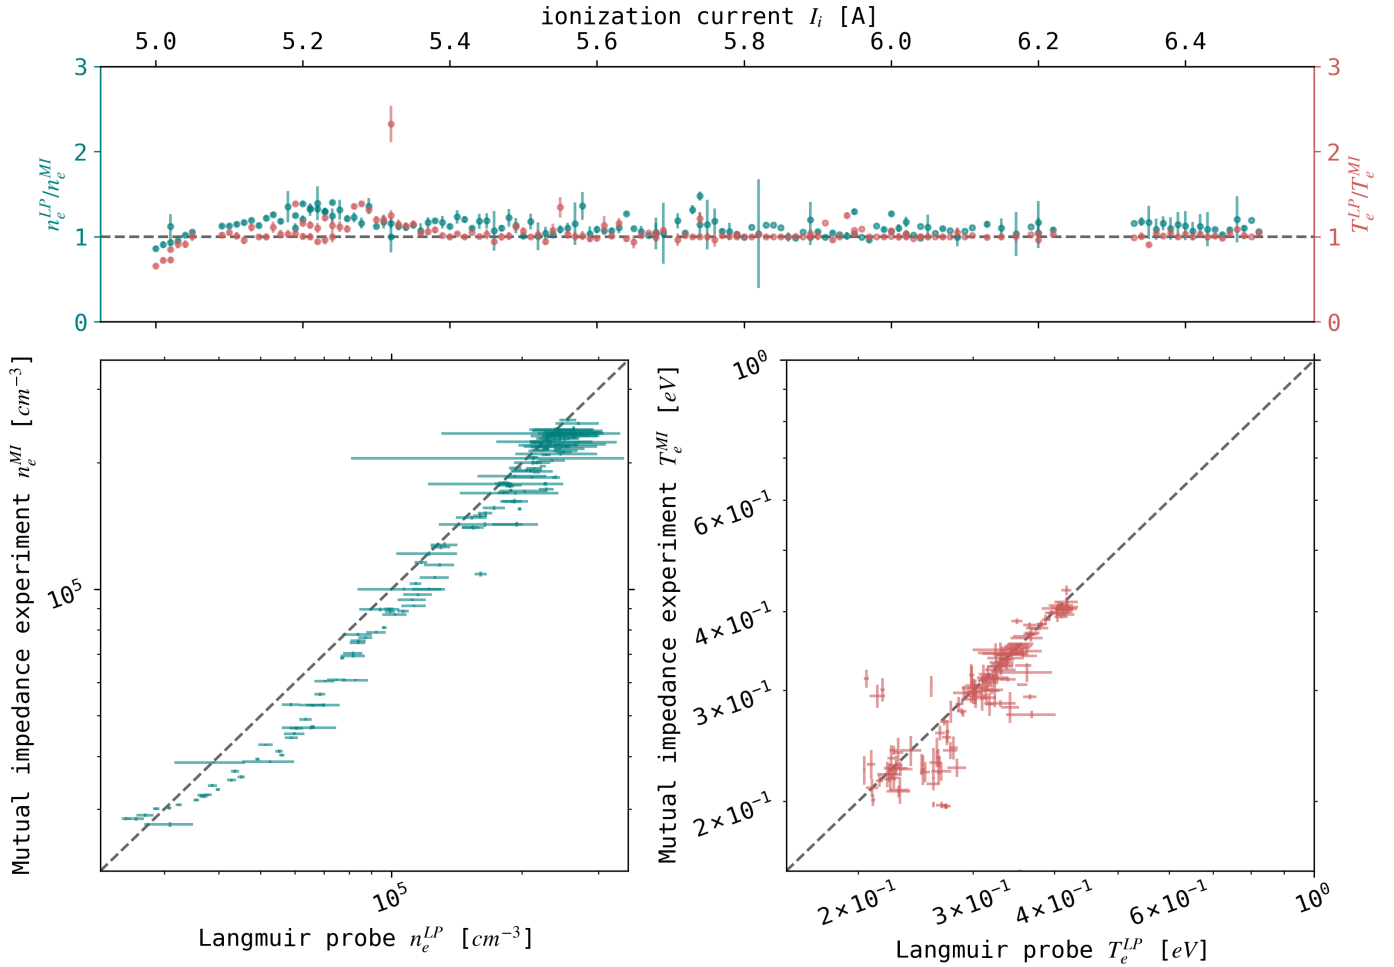 ionization current I_i [A]
5.0 5.2 5.4 5.6 5.8 6.0 6.2 6.4
3
2
1
0
n_e^{LP}/n_e^{MI}
3
2
1
0
T_e^{LP}/T_e^{MI}
Mutual impedance experiment n_e^{MI} [cm^{-3}]
10^5
10^5
Langmuir probe n_e^{LP} [cm^{-3}]
Mutual impedance experiment T_e^{MI} [eV]
10^0
6×10^{-1}
4×10^{-1}
3×10^{-1}
2×10^{-1}
2×10^{-1} 3×10^{-1} 4×10^{-1} 6×10^{-1} 10^0
Langmuir probe T_e^{LP} [eV]